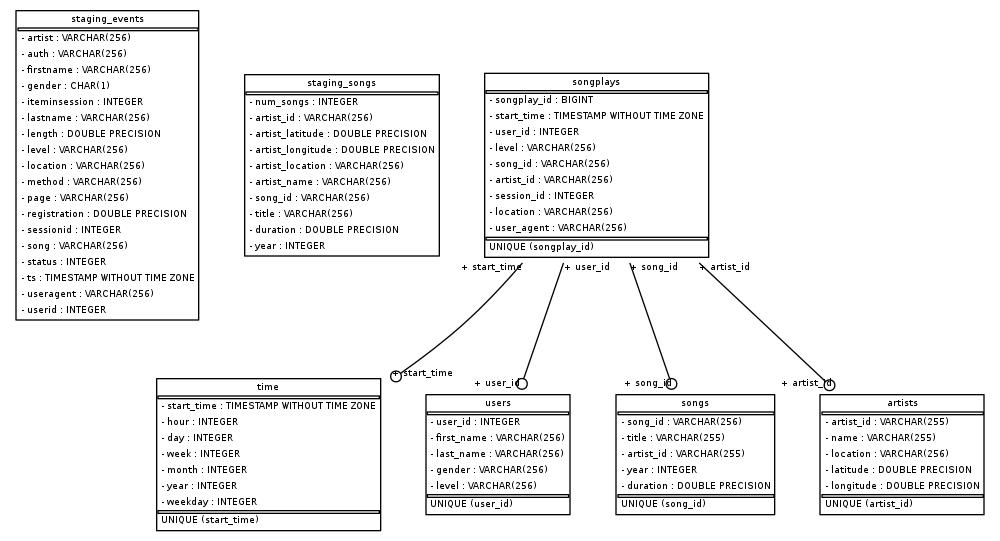 staging_events
- artist : VARCHAR(256)
- auth : VARCHAR(256)
- firstname : VARCHAR(256)
- gender : CHAR(1)
- iteminsession : INTEGER
- lastname : VARCHAR(256)
- length : DOUBLE PRECISION
- level : VARCHAR(256)
- location : VARCHAR(256)
- method : VARCHAR(256)
- page : VARCHAR(256)
- registration : DOUBLE PRECISION
- sessionid : INTEGER
- song : VARCHAR(256)
- status : INTEGER
- ts : TIMESTAMP WITHOUT TIME ZONE
- useragent : VARCHAR(256)
- userid : INTEGER
staging_songs
- num_songs : INTEGER
- artist_id : VARCHAR(256)
- artist_latitude : DOUBLE PRECISION
- artist_longitude : DOUBLE PRECISION
- artist_location : VARCHAR(256)
- artist_name : VARCHAR(256)
- song_id : VARCHAR(256)
- title : VARCHAR(256)
- duration : DOUBLE PRECISION
- year : INTEGER
songplays
- songplay_id : BIGINT
- start_time : TIMESTAMP WITHOUT TIME ZONE
- user_id : INTEGER
- level : VARCHAR(256)
- song_id : VARCHAR(256)
- artist_id : VARCHAR(256)
- session_id : INTEGER
- location : VARCHAR(256)
- user_agent : VARCHAR(256)
UNIQUE (songplay_id)
+ start_time
+ user_id
+ song_id
+ artist_id
+ start_time
+ user_id
+ song_id
+ artist_id
time
- start_time : TIMESTAMP WITHOUT TIME ZONE
- hour : INTEGER
- day : INTEGER
- week : INTEGER
- month : INTEGER
- year : INTEGER
- weekday : INTEGER
UNIQUE (start_time)
users
- user_id : INTEGER
- first_name : VARCHAR(256)
- last_name : VARCHAR(256)
- gender : VARCHAR(256)
- level : VARCHAR(256)
UNIQUE (user_id)
songs
- song_id : VARCHAR(256)
- title : VARCHAR(255)
- artist_id : VARCHAR(255)
- year : INTEGER
- duration : DOUBLE PRECISION
UNIQUE (song_id)
artists
- artist_id : VARCHAR(255)
- name : VARCHAR(255)
- location : VARCHAR(256)
- latitude : DOUBLE PRECISION
- longitude : DOUBLE PRECISION
UNIQUE (artist_id)